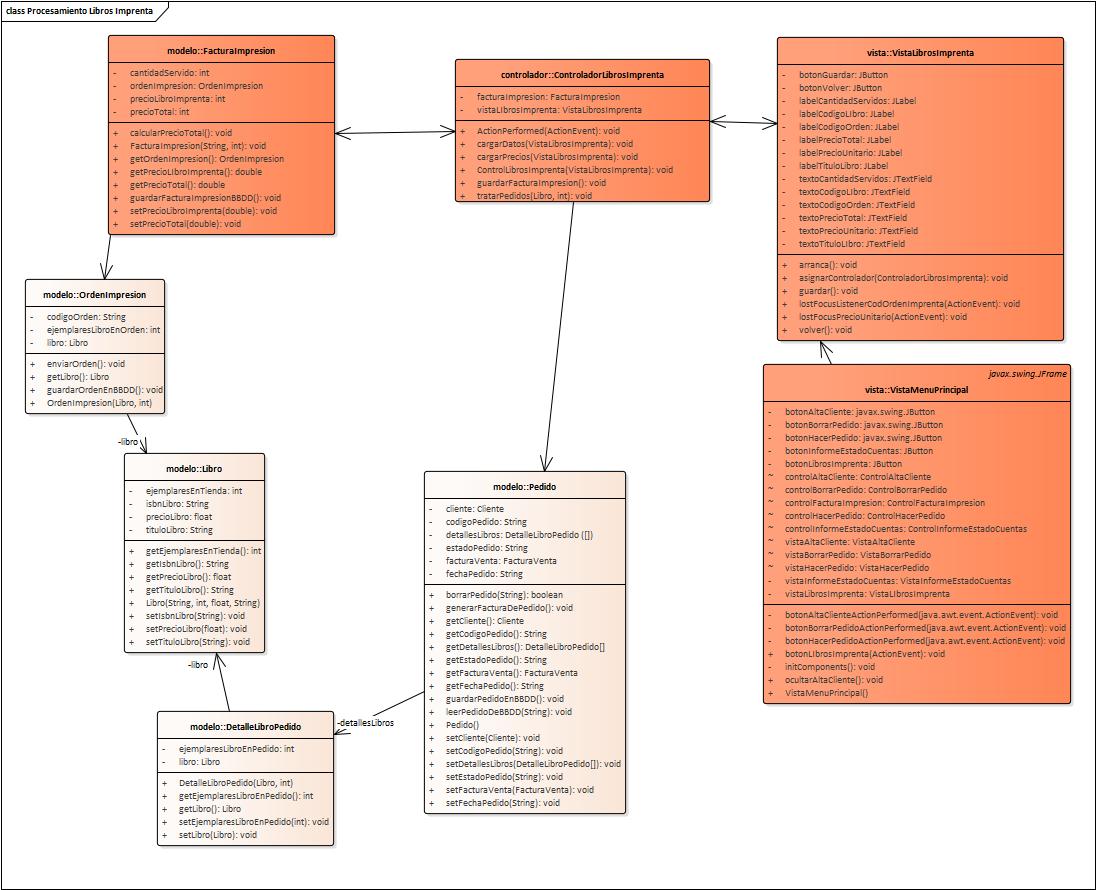 class Procesamiento Libros Imprenta
modelo::FacturaImpresion
- cantidadServido: int
- ordenImpresion: OrdenImpresion
- precioLibroImprenta: int
- precioTotal: int
+ calcularPrecioTotal(): void
+ FacturaImpresion(String, int): void
+ getOrdenImpresion(): OrdenImpresion
+ getPrecioLIbroImprenta(): double
+ getPrecioTotal(): double
+ guardarFacturaImpresionBBDD(): void
+ setPrecioLibroImprenta(double): void
+ setPrecioTotal(double): void
controlador::ControladorLibrosImprenta
- facturaImpresion: FacturaImpresion
- vistaLIbrosImprenta: VistaLibrosImprenta
+ ActionPerformed(ActionEvent): void
+ cargarDatos(VistaLibrosImprenta): void
+ cargarPrecios(VistaLibrosImprenta): void
+ ControlLIbrosImprenta(VistaLibrosImprenta): void
+ guardarFacturaImpresion(): void
+ tratarPedidos(Libro, int): void
vista::VistaLibrosImprenta
- botonGuardar: JButton
- botonVolver: JButton
- labelCantidadServidos: JLabel
- labelCodigoLIbro: JLabel
- labelCodigoOrden: JLabel
- labelPrecioTotal: JLabel
- labelPrecioUnitario: JLabel
- labelTituloLibro: JLabel
- textoCantidadServidos: JTextField
- textoCodigoLIbro: JTextField
- textoCodigoOrden: JTextField
- textoPrecioTotal: JTextField
- textoPrecioUnitario: JTextField
- textoTituloLIbro: JTextField
+ arranca(): void
+ asignarControlador(ControladorLibrosImprenta): void
+ guardar(): void
+ lostFocusListenerCodOrdenImprenta(ActionEvent): void
+ lostFocusPrecioUnitario(ActionEvent): void
+ volver(): void
modelo::OrdenImpresion
- codigoOrden: String
- ejemplaresLibroEnOrden: int
- libro: Libro
+ enviarOrden(): void
+ getLibro(): Libro
+ guardarOrdenEnBBDD(): void
+ OrdenImpresion(Libro, int)
-libro
modelo::Libro
- ejemplaresEnTienda: int
- isbnLibro: String
- precioLibro: float
- tituloLibro: String
+ getEjemplaresEnTienda(): int
+ getIsbnLibro(): String
+ getPrecioLibro(): float
+ getTituloLibro(): String
+ Libro(String, int, float, String)
+ setIsbnLibro(String): void
+ setPrecioLibro(float): void
+ setTituloLibro(String): void
-libro
modelo::DetalleLibroPedido
- ejemplaresLibroEnPedido: int
- libro: Libro
+ DetalleLibroPedido(Libro, int)
+ getEjemplaresLibroEnPedido(): int
+ getLibro(): Libro
+ setEjemplaresLibroEnPedido(int): void
+ setLibro(Libro): void
-detallesLibros
modelo::Pedido
- cliente: Cliente
- codigoPedido: String
- detallesLibros: DetalleLibroPedido ([])
- estadoPedido: String
- facturaVenta: FacturaVenta
- fechaPedido: String
+ borrarPedido(String): boolean
+ generarFacturaDePedido(): void
+ getCliente(): Cliente
+ getCodigoPedido(): String
+ getDetallesLibros(): DetalleLibroPedido[]
+ getEstadoPedido(): String
+ getFacturaVenta(): FacturaVenta
+ getFechaPedido(): String
+ guardarPedidoEnBBDD(): void
+ leerPedidoDeBBDD(String): void
+ Pedido()
+ setCliente(Cliente): void
+ setCodigoPedido(String): void
+ setDetallesLibros(DetalleLibroPedido[]): void
+ setEstadoPedido(String): void
+ setFacturaVenta(FacturaVenta): void
+ setFechaPedido(String): void
javax.swing.JFrame
vista::VistaMenuPrincipal
- botonAltaCliente: javax.swing.JButton
- botonBorrarPedido: javax.swing.JButton
- botonHacerPedido: javax.swing.JButton
- botonInformeEstadoCuentas: JButton
- botonLibrosImprenta: JButton
~ controlAltaCliente: ControlAltaCliente
~ controlBorrarPedido: ControlBorrarPedido
~ controlFacturaImpresion: ControlFacturaImpresion
~ controlHacerPedido: ControlHacerPedido
~ controlInformeEstadoCuentas: ControlInformeEstadoCuentas
~ vistaAltaCliente: VistaAltaCliente
~ vistaBorrarPedido: VistaBorrarPedido
~ vistaHacerPedido: VistaHacerPedido
- vistaInformeEstadoCuentas: VistaInformeEstadoCuentas
- vistaLibrosImprenta: VistaLIbrosImprenta
- botonAltaClienteActionPerformed(java.awt.event.ActionEvent): void
- botonBorrarPedidoActionPerformed(java.awt.event.ActionEvent): void
- botonHacerPedidoActionPerformed(java.awt.event.ActionEvent): void
+ botonLIbrosImprenta(ActionEvent): void
- initComponents(): void
+ ocultarAltaCliente(): void
+ VistaMenuPrincipal()